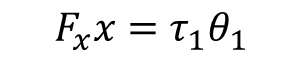 𝐹ₓ𝑥 = 𝜏₁𝜃₁